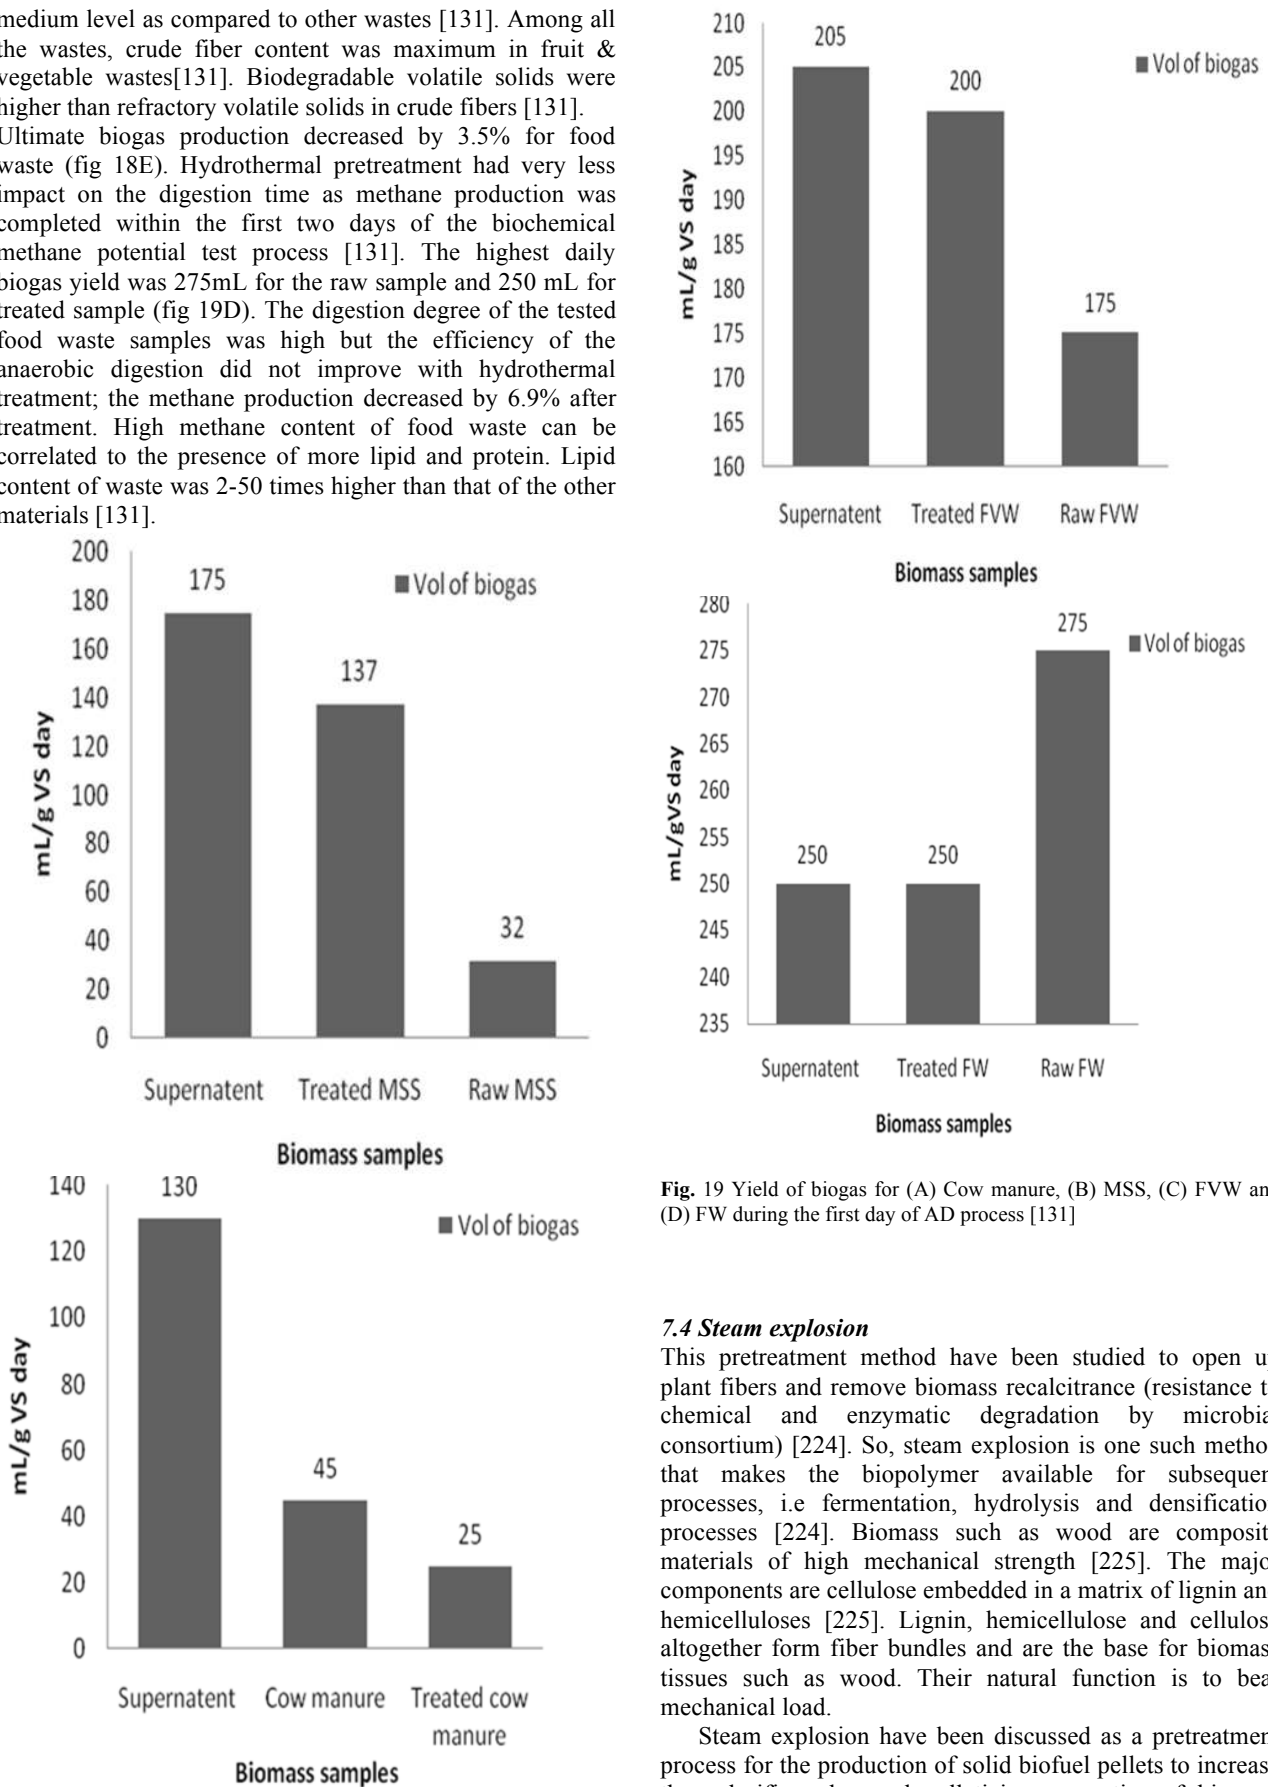 medium level as compared to other wastes [131]. Among all
the wastes, crude fiber content was maximum in fruit &
vegetable wastes[131]. Biodegradable volatile solids were
higher than refractory volatile solids in crude fibers [131].
Ultimate biogas production decreased by 3.5% for food
waste (fig 18E). Hydrothermal pretreatment had very less
impact on the digestion time as methane production was
completed within the first two days of the biochemical
methane potential test process [131]. The highest daily
biogas yield was 275mL for the raw sample and 250 mL for
treated sample (fig 19D). The digestion degree of the tested
food waste samples was high but the efficiency of the
anaerobic digestion did not improve with hydrothermal
treatment; the methane production decreased by 6.9% after
treatment. High methane content of food waste can be
correlated to the presence of more lipid and protein. Lipid
content of waste was 2-50 times higher than that of the other
materials [131].
200
180
160
140
120
100
80
60
40
20
0
mL/g VS day
175
137
32
Vol of biogas
Supernatent Treated MSS Raw MSS
Biomass samples
140
120
100
80
60
40
20
0
mL/g VS day
130
45
25
Vol of biogas
Supernatent Cow manure Treated cow
manure
Biomass samples
210
205
200
195
190
185
180
175
170
165
160
mL/g VS day
205
200
175
Vol of biogas
Supernatent Treated FVW Raw FVW
Biomass samples
280
275
270
265
260
255
250
245
240
235
mL/gVS day
250
250
275
Vol of biogas
Supernatent Treated FW Raw FW
Biomass samples
Fig. 19 Yield of biogas for (A) Cow manure, (B) MSS, (C) FVW an
(D) FW during the first day of AD process [131]
7.4 Steam explosion
This pretreatment method have been studied to open u
plant fibers and remove biomass recalcitrance (resistance t
chemical and enzymatic degradation by microbia
consortium) [224]. So, steam explosion is one such metho
that makes the biopolymer available for subsequen
processes, i.e fermentation, hydrolysis and densification
processes [224]. Biomass such as wood are composit
materials of high mechanical strength [225]. The majo
components are cellulose embedded in a matrix of lignin an
hemicelluloses [225]. Lignin, hemicellulose and cellulos
altogether form fiber bundles and are the base for biomas
tissues such as wood. Their natural function is to bea
mechanical load.
Steam explosion have been discussed as a pretreatmen
process for the production of solid biofuel pellets to increas